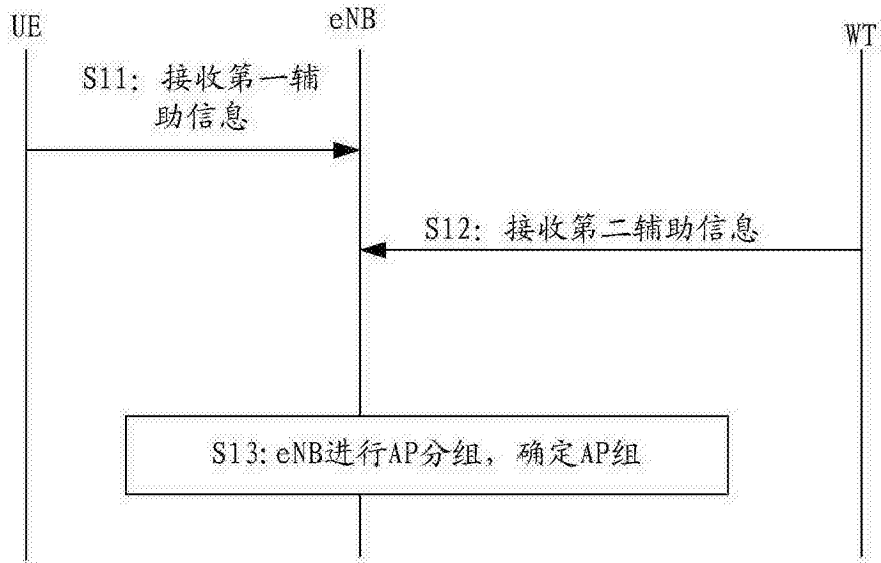 UE
eNB
WT
S11: 接收第一辅
助信息
S12: 接收第二辅助信息
S13:eNB进行AP分组，确定AP组